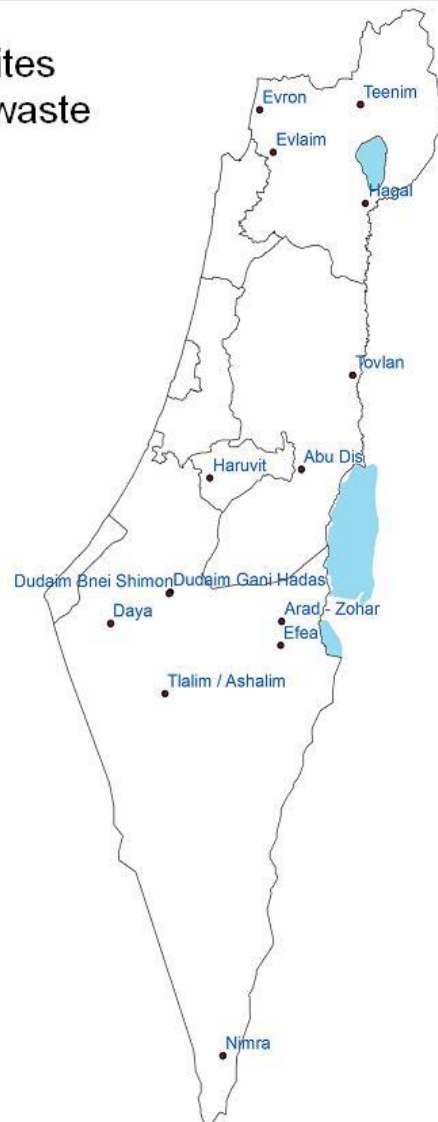 ites
waste
Evron
Teenim
Evlaim
Hagal
Tovlan
Haruvit
Abu Dis
Dudaim Bnei Shimon
Dudaim Gani Hadas
Daya
Arad - Zohar
Efea
Tlalim / Ashalim
Nimra